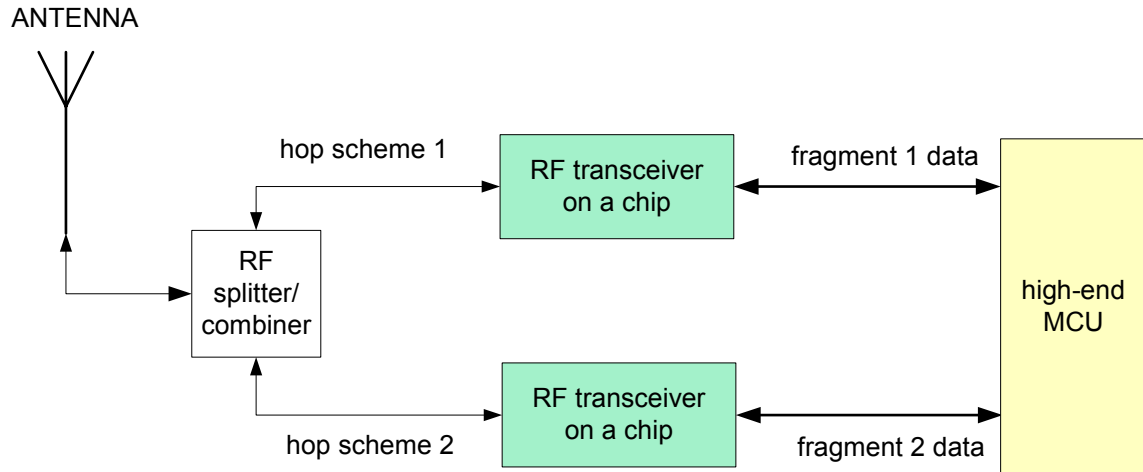 ANTENNA
hop scheme 1
RF transceiver
on a chip
fragment 1 data
RF
splitter/
combiner
high-end
MCU
RF transceiver
on a chip
hop scheme 2
fragment 2 data